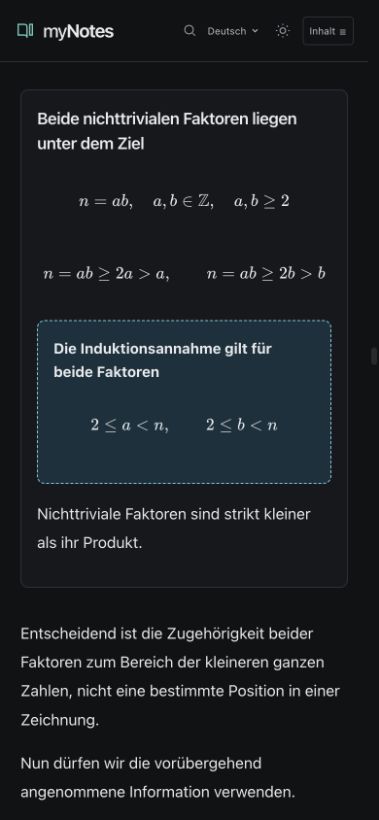 myNotes Deutsch Inhalt ≡
Beide nichttrivialen Faktoren liegen
unter dem Ziel
n = ab, a, b ∈ ℤ, a, b ≥ 2
n = ab ≥ 2a > a, n = ab ≥ 2b > b
Die Induktionsannahme gilt für
beide Faktoren
2 ≤ a < n, 2 ≤ b < n
Nichttriviale Faktoren sind strikt kleiner
als ihr Produkt.
Entscheidend ist die Zugehörigkeit beider
Faktoren zum Bereich der kleineren ganzen
Zahlen, nicht eine bestimmte Position in einer
Zeichnung.
Nun dürfen wir die vorübergehend
angenommene Information verwenden.